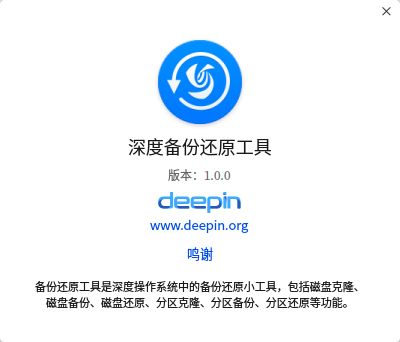 深度备份还原工具
版本：1.0.0
deepin
www.deepin.org
鸣谢
备份还原工具是深度操作系统中的备份还原小工具，包括磁盘克隆、
磁盘备份、磁盘还原、分区克隆、分区备份、分区还原等功能。